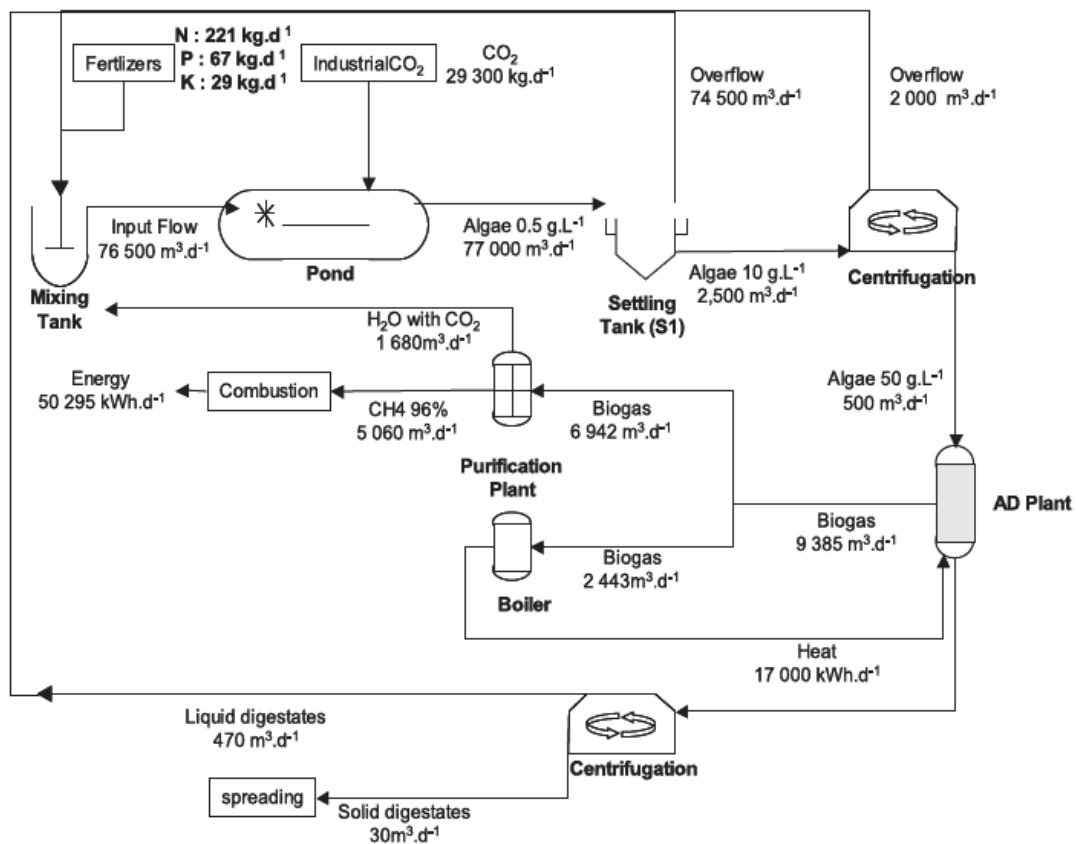 Fertlizers
N : 221 kg.d 1
P : 67 kg.d 1
K : 29 kg.d 1
IndustrialCO2
CO2
29 300 kg.d-1
Overflow
74 500 m3.d-1
Overflow
2 000 m3.d-1
Input Flow
76 500 m3.d-1
Pond
Algae 0.5 g.L-1
77 000 m3.d-1
Mixing
Tank
Settling
Tank (S1)
Algae 10 g.L-1
2,500 m3.d-1
Centrifugation
H2O with CO2
1 680m3.d-1
Energy
50 295 kWh.d-1
Combustion
CH4 96%
5 060 m3.d-1
Biogas
6 942 m3.d-1
Algae 50 g.L-1
500 m3.d-1
Purification
Plant
AD Plant
Biogas
9 385 m3.d-1
Biogas
2 443m3.d-1
Boiler
Heat
17 000 kWh.d-1
Liquid digestates
470 m3.d-1
Centrifugation
spreading
Solid digestates
30m3.d-1